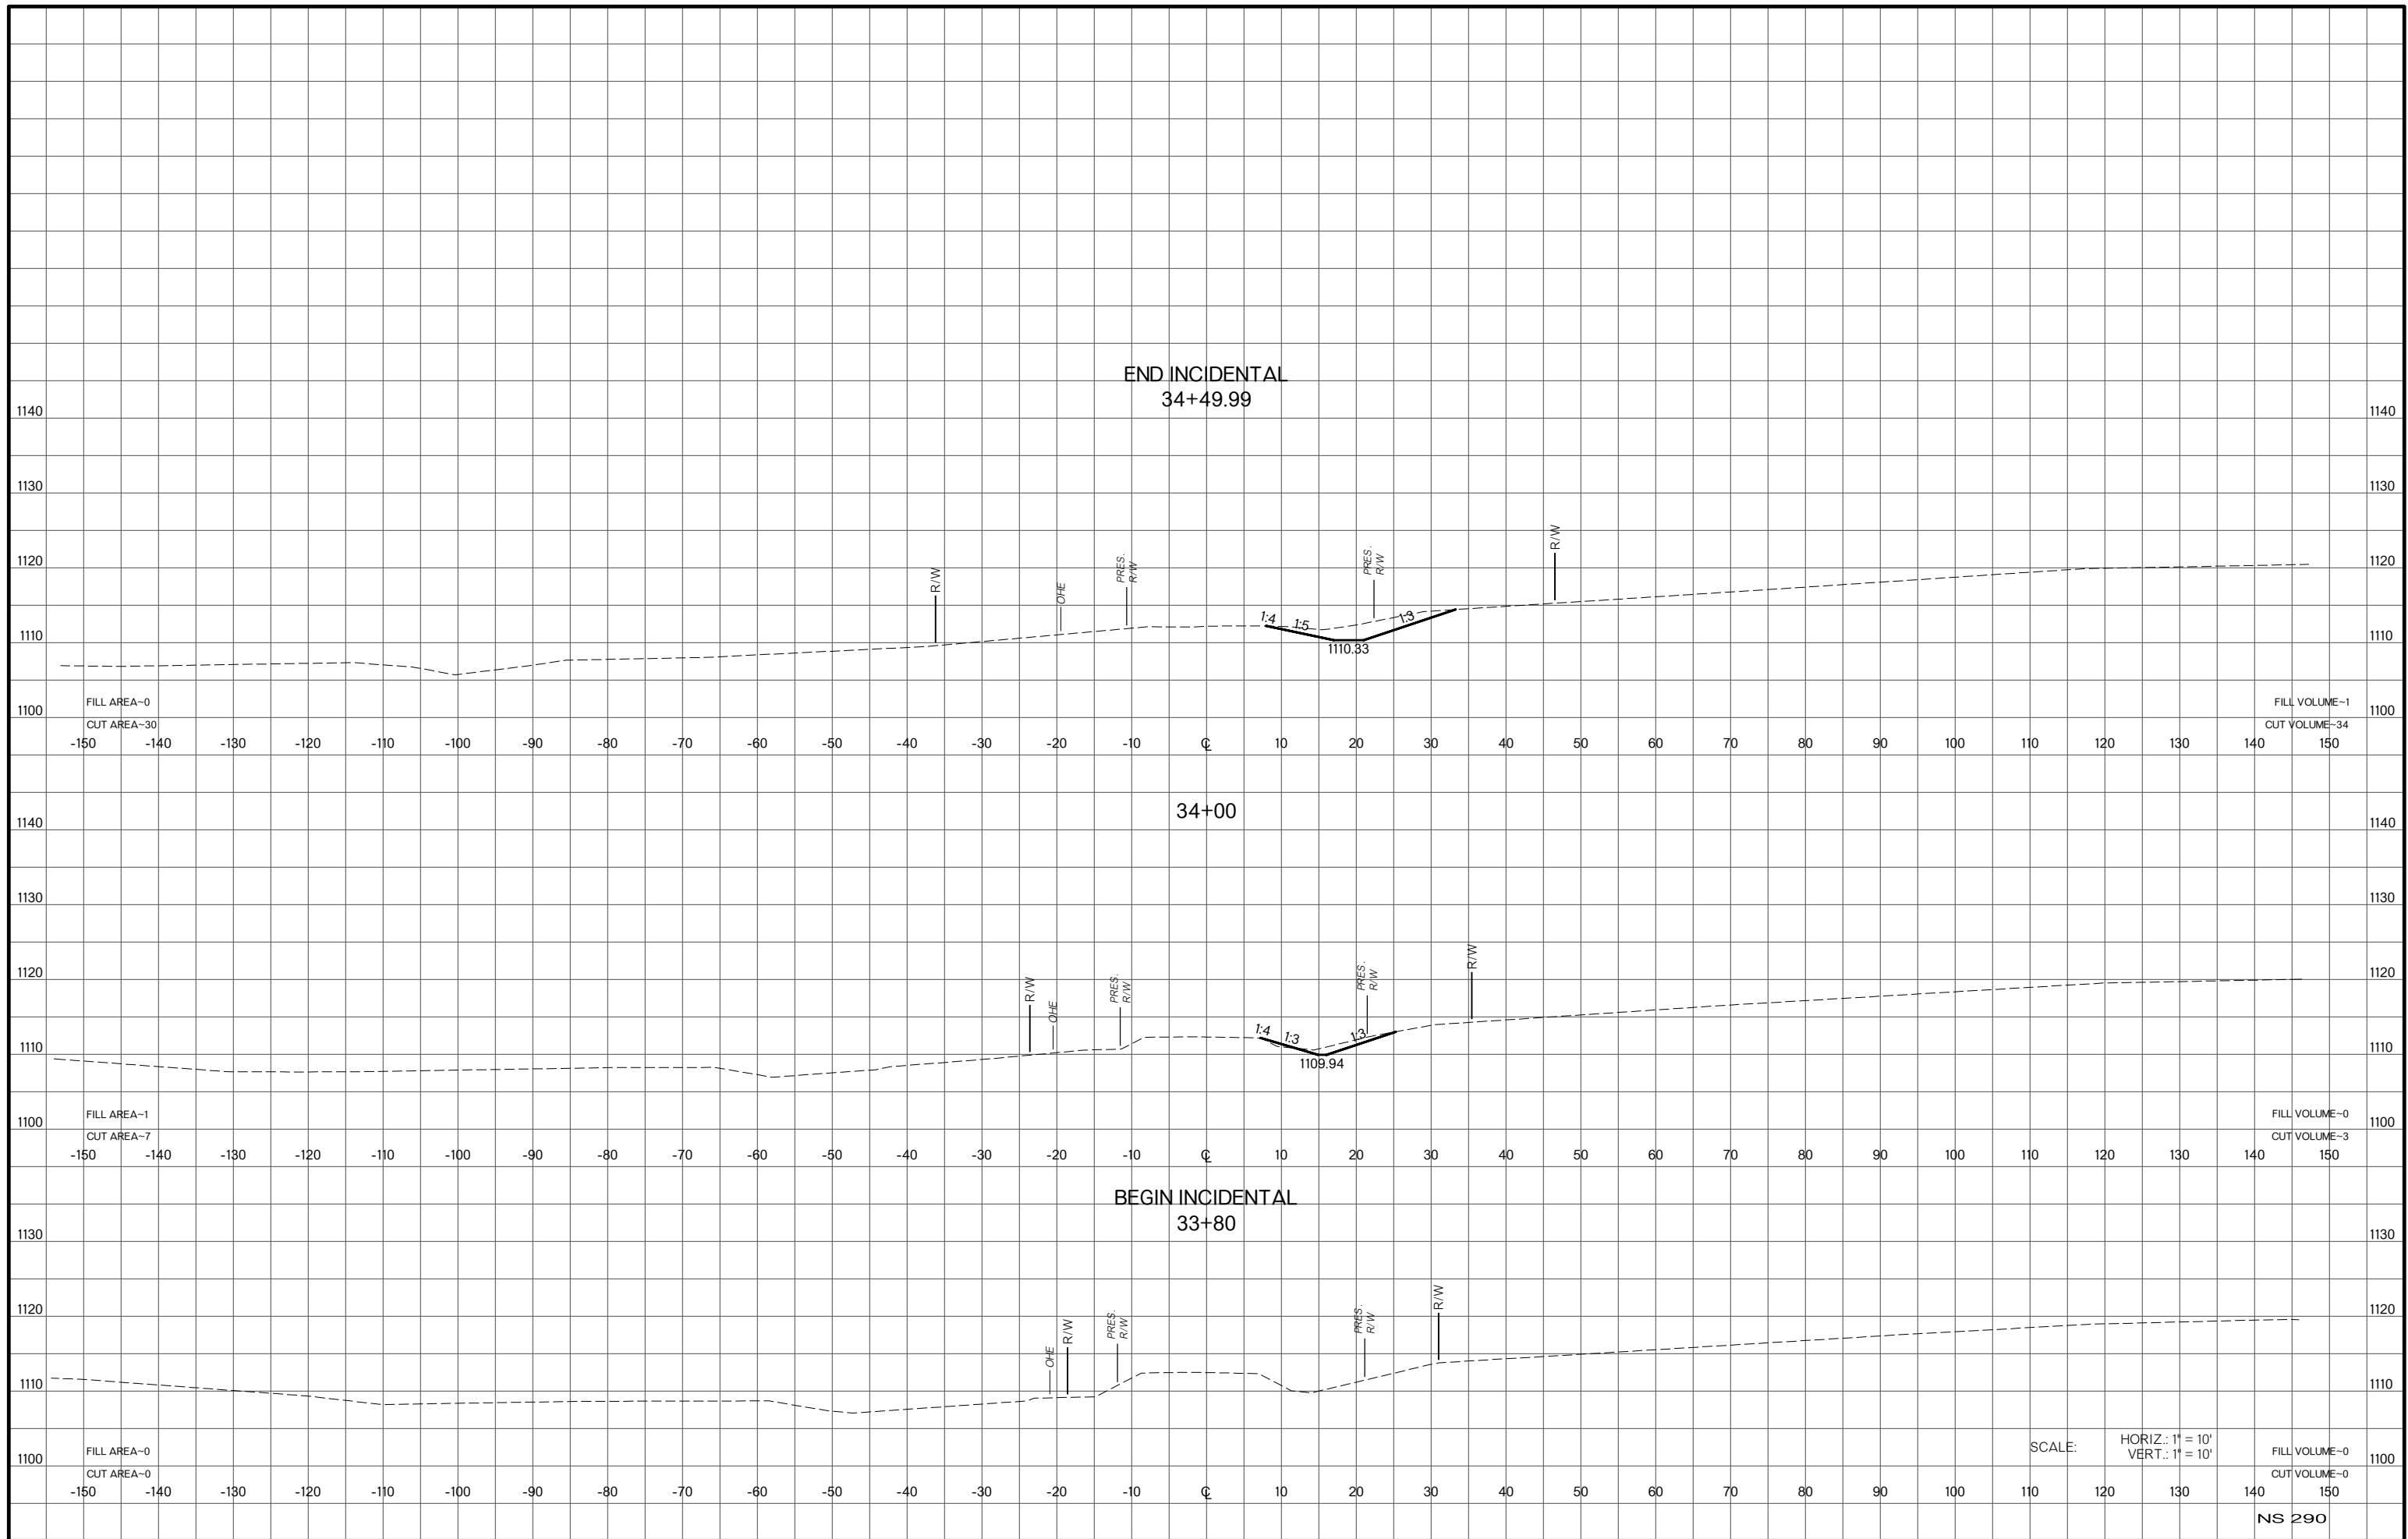 END INCIDENTAL
34+49.99
1140 1140
1130 1130
R/W
PRES.
R/W
1120 1120
PRES.
R/W
R/W
OHE
1:4 1:5 1:3
1110 1110
1110.33
FILL AREA~0 FILL VOLUME~1
1100 1100
CUT AREA~30 CUT VOLUME~34
-150 -140 -130 -120 -110 -100 -90 -80 -70 -60 -50 -40 -30 -20 -10 ℄ 10 20 30 40 50 60 70 80 90 100 110 120 130 140 150
34+00
1140 1140
1130 1130
R/W
PRES.
R/W
1120 1120
R/W
PRES.
R/W
OHE
1:4 1:3 1:3
1110 1110
1109.94
FILL AREA~1 FILL VOLUME~0
1100 1100
CUT AREA~7 CUT VOLUME~3
-150 -140 -130 -120 -110 -100 -90 -80 -70 -60 -50 -40 -30 -20 -10 ℄ 10 20 30 40 50 60 70 80 90 100 110 120 130 140 150
BEGIN INCIDENTAL
33+80
1130 1130
R/W
1120 1120
PRES.
R/W
PRES.
R/W
R/W
OHE
1110 1110
SCALE: HORIZ.: 1" = 10'
VERT.: 1" = 10'
FILL AREA~0 FILL VOLUME~0
1100 1100
CUT AREA~0 CUT VOLUME~0
-150 -140 -130 -120 -110 -100 -90 -80 -70 -60 -50 -40 -30 -20 -10 ℄ 10 20 30 40 50 60 70 80 90 100 110 120 130 140 150
NS 290